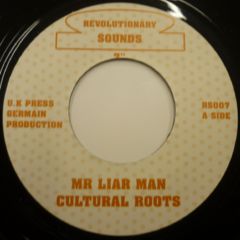 REVOLUTIONARY
SOUNDS
7"
U.K PRESS
GERMAIN
PRODUCTION
RS007
A SIDE
MR LIAR MAN
CULTURAL ROOTS